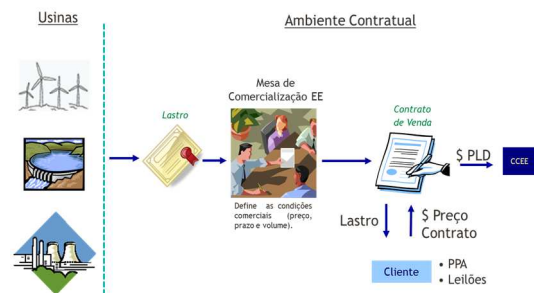 Usinas
Ambiente Contratual
Mesa de
Comercialização EE
Lastro
Contrato
de Venda
$ PLD
CCEE
Define as condições
comerciais (preço,
prazo e volume).
Lastro
$ Preço
Contrato
Cliente
• PPA
• Leilões